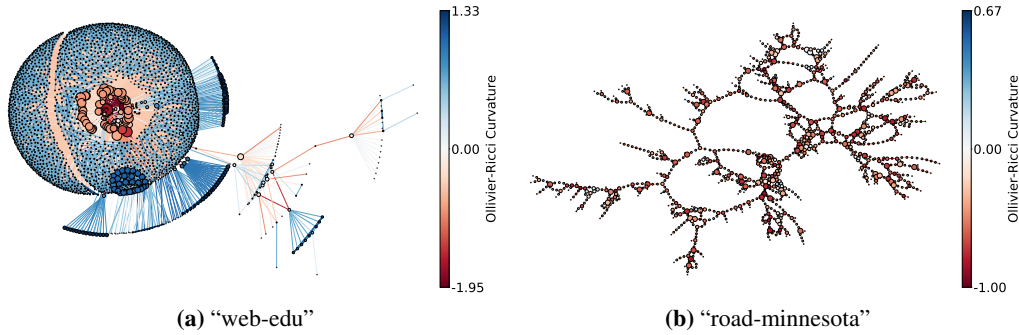 1.33
0.00
-1.95
Ollivier-Ricci Curvature
(a) “web-edu”
0.67
0.00
-1.00
Ollivier-Ricci Curvature
(b) “road-minnesota”